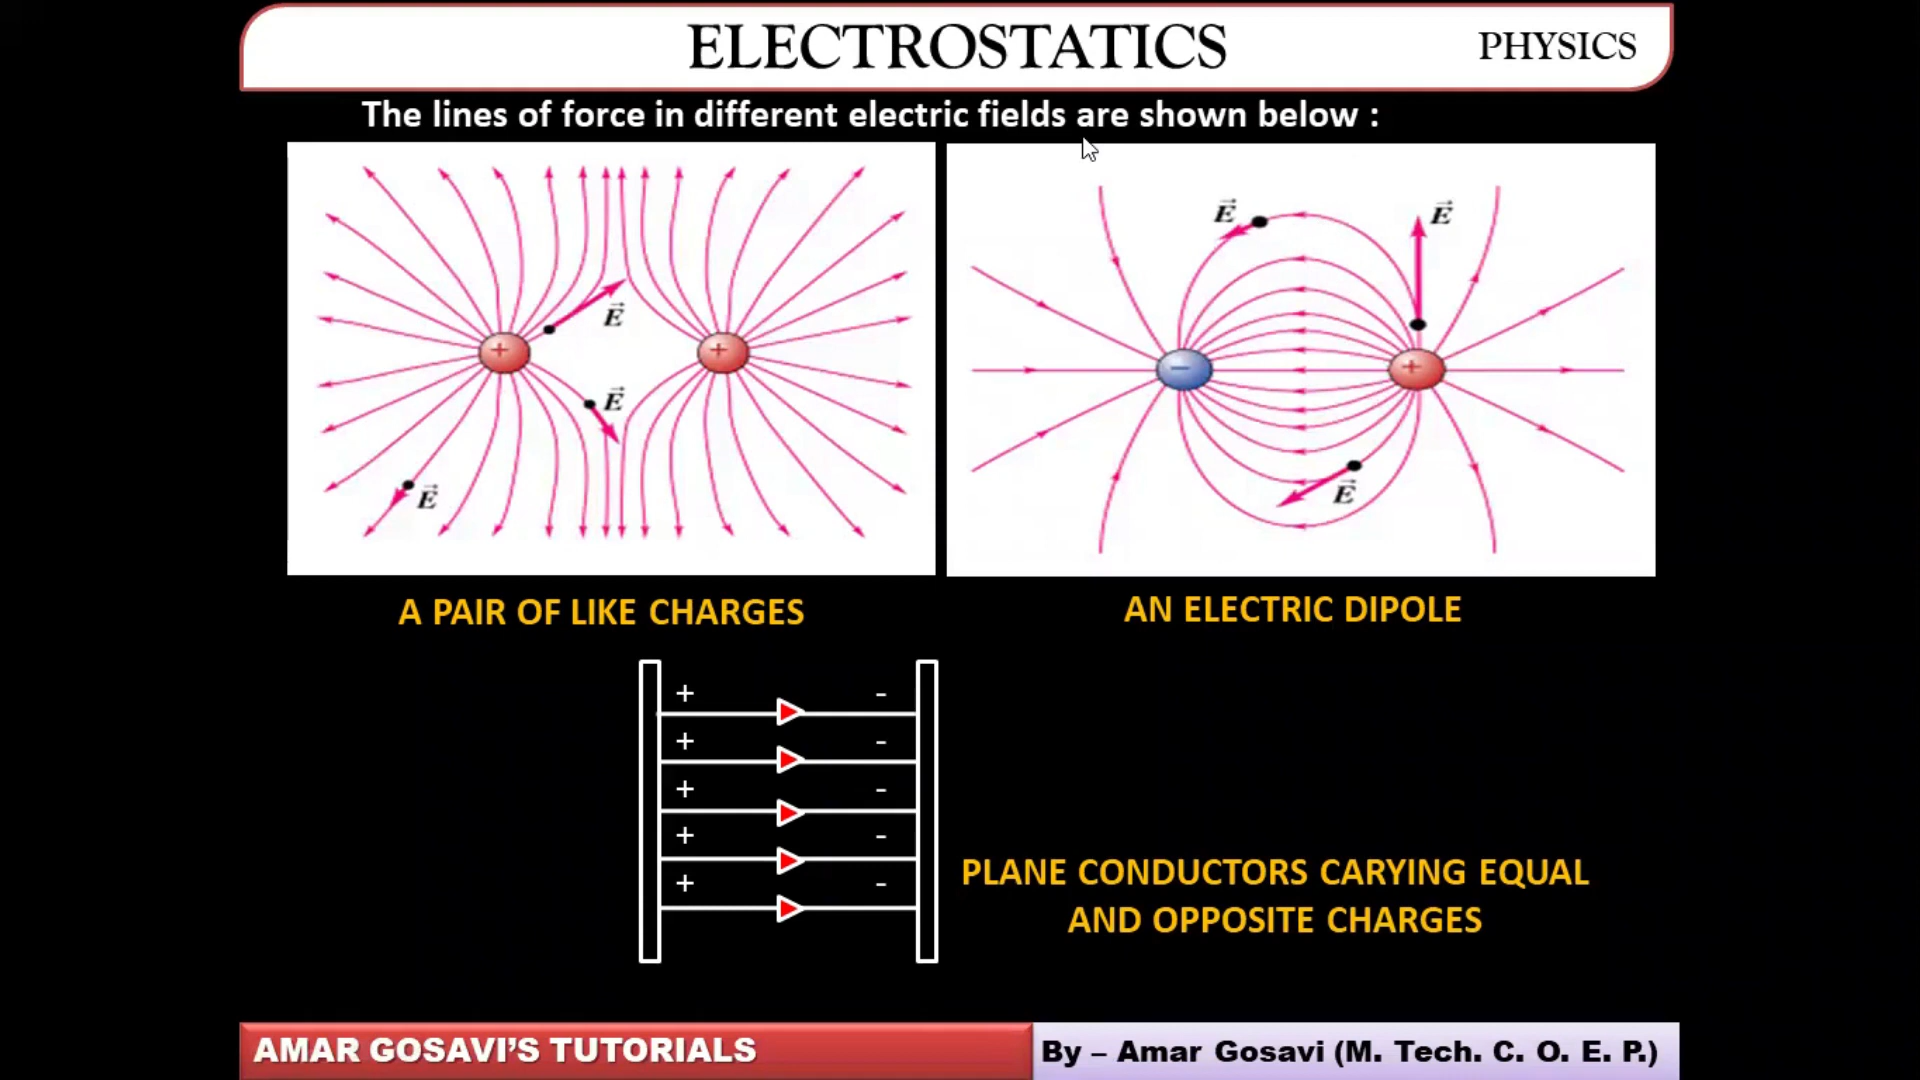 ELECTROSTATICS
PHYSICS
The lines of force in different electric fields are shown below :
E⃗
E⃗
E⃗
+ +
E⃗
E⃗
E⃗
− +
A PAIR OF LIKE CHARGES
AN ELECTRIC DIPOLE
+ -
+ -
+ -
+ -
+ -
PLANE CONDUCTORS CARYING EQUAL
AND OPPOSITE CHARGES
AMAR GOSAVI’S TUTORIALS
By – Amar Gosavi (M. Tech. C. O. E. P.)